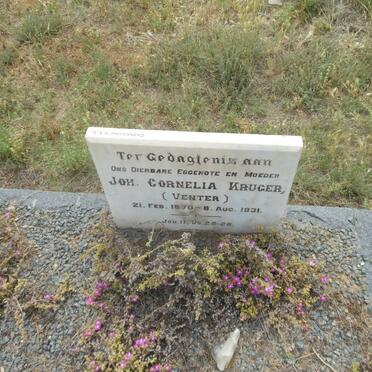 Ter Gedagtenis aan
Ons Dierbare Eggenote en Moeder
Joh. Cornelia Kruger,
(Venter)
21. Feb. 1870 – 8. Aug. 1931.